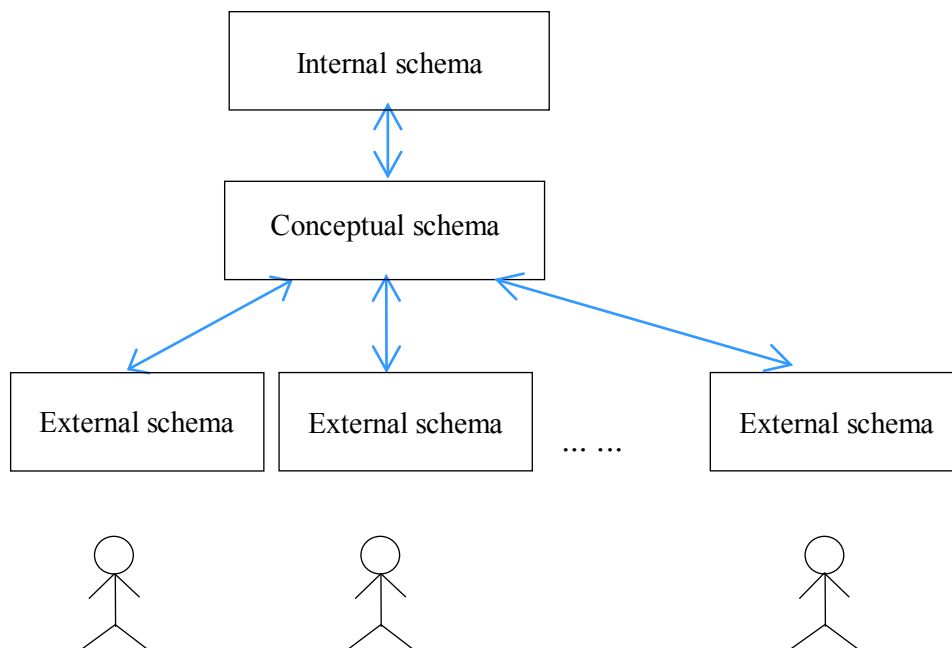 Internal schema
Conceptual schema
External schema
External schema
... ...
External schema